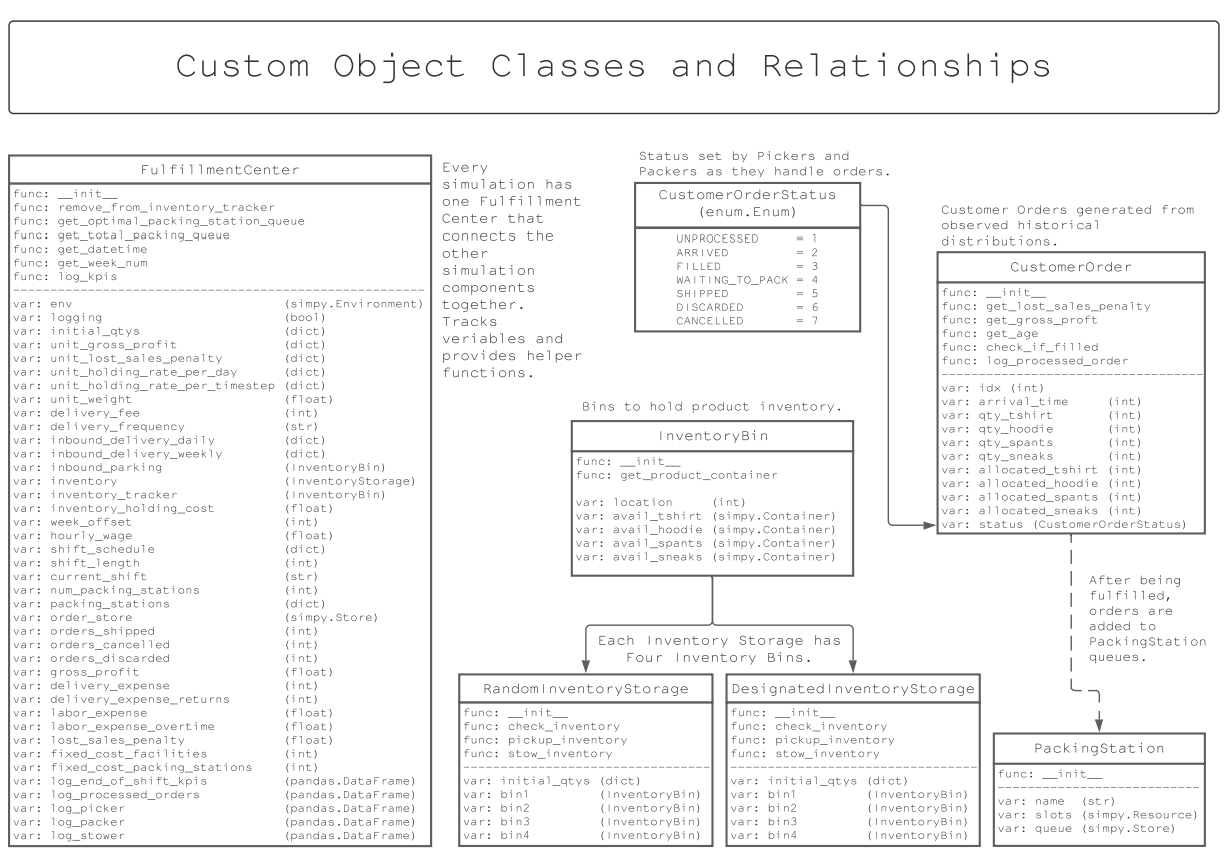 Custom Object Classes and Relationships
FulfillmentCenter
func: __init__
func: remove_from_inventory_tracker
func: get_optimal_packing_station_queue
func: get_total_packing_queue
func: get_datetime
func: get_week_num
func: log_kpis
var: env (simpy.Environment)
var: logging (bool)
var: initial_qtys (dict)
var: unit_gross_profit (dict)
var: unit_lost_sales_penalty (dict)
var: unit_holding_rate_per_day (dict)
var: unit_holding_rate_per_timestep (dict)
var: unit_weight (float)
var: delivery_fee (int)
var: delivery_frequency (str)
var: inbound_delivery_daily (dict)
var: inbound_delivery_weekly (dict)
var: inbound_parking (InventoryBin)
var: inventory (InventoryStorage)
var: inventory_tracker (InventoryBin)
var: inventory_holding_cost (float)
var: week_offset (int)
var: hourly_wage (float)
var: shift_schedule (dict)
var: shift_length (int)
var: current_shift (str)
var: num_packing_stations (int)
var: packing_stations (dict)
var: order_store (simpy.Store)
var: orders_shipped (int)
var: orders_cancelled (int)
var: orders_discarded (int)
var: gross_profit (float)
var: delivery_expense (int)
var: delivery_expense_returns (int)
var: labor_expense (float)
var: labor_expense_overtime (float)
var: lost_sales_penalty (float)
var: fixed_cost_facilities (int)
var: fixed_cost_packing_stations (int)
var: log_end_of_shift_kpis (pandas.DataFrame)
var: log_processed_orders (pandas.DataFrame)
var: log_picker (pandas.DataFrame)
var: log_packer (pandas.DataFrame)
var: log_stower (pandas.DataFrame)
Every
simulation has
one Fulfillment
Center that
connects the
other
simulation
components
together.
Tracks
veriables and
provides helper
functions.
Status set by Pickers and
Packers as they handle orders.
CustomerOrderStatus
(enum.Enum)
UNPROCESSED = 1
ARRIVED = 2
FILLED = 3
WAITING_TO_PACK = 4
SHIPPED = 5
DISCARDED = 6
CANCELLED = 7
Customer Orders generated from
observed historical
distributions.
CustomerOrder
func: __init__
func: get_lost_sales_penalty
func: get_gross_proft
func: get_age
func: check_if_filled
func: log_processed_order
var: idx (int)
var: arrival_time (int)
var: qty_tshirt (int)
var: qty_hoodie (int)
var: qty_spants (int)
var: qty_sneaks (int)
var: allocated_tshirt (int)
var: allocated_hoodie (int)
var: allocated_spants (int)
var: allocated_sneaks (int)
var: status (CustomerOrderStatus)
Bins to hold product inventory.
InventoryBin
func: __init__
func: get_product_container
var: location (int)
var: avail_tshirt (simpy.Container)
var: avail_hoodie (simpy.Container)
var: avail_spants (simpy.Container)
var: avail_sneaks (simpy.Container)
Each Inventory Storage has
Four Inventory Bins.
RandomInventoryStorage
func: __init__
func: check_inventory
func: pickup_inventory
func: stow_inventory
var: initial_qtys (dict)
var: bin1 (InventoryBin)
var: bin2 (InventoryBin)
var: bin3 (InventoryBin)
var: bin4 (InventoryBin)
DesignatedInventoryStorage
func: __init__
func: check_inventory
func: pickup_inventory
func: stow_inventory
var: initial_qtys (dict)
var: bin1 (InventoryBin)
var: bin2 (InventoryBin)
var: bin3 (InventoryBin)
var: bin4 (InventoryBin)
After being
fulfilled,
orders are
added to
PackingStation
queues.
PackingStation
func: __init__
var: name (str)
var: slots (simpy.Resource)
var: queue (simpy.Store)